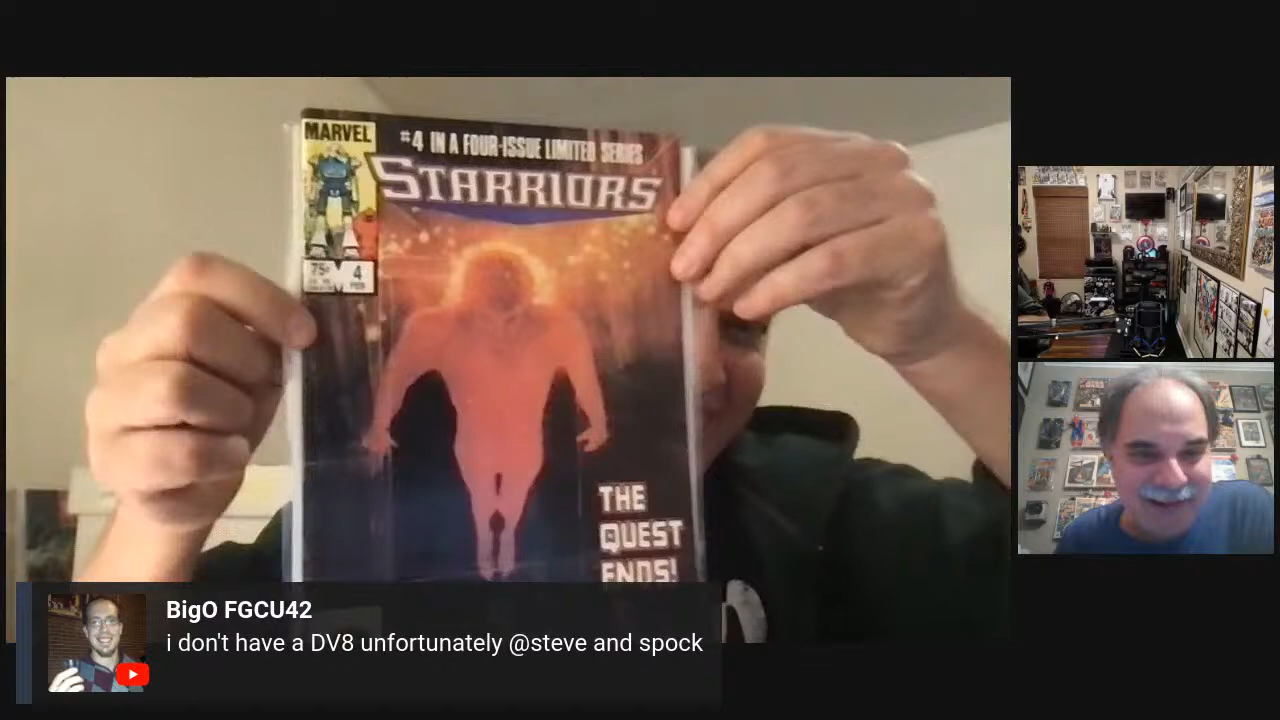 MARVEL
#4 IN A FOUR-ISSUE LIMITED SERIES
STARRIORS
75¢
4
FEB
THE
QUEST
ENDS!
BigO FGCU42
i don't have a DV8 unfortunately @steve and spock